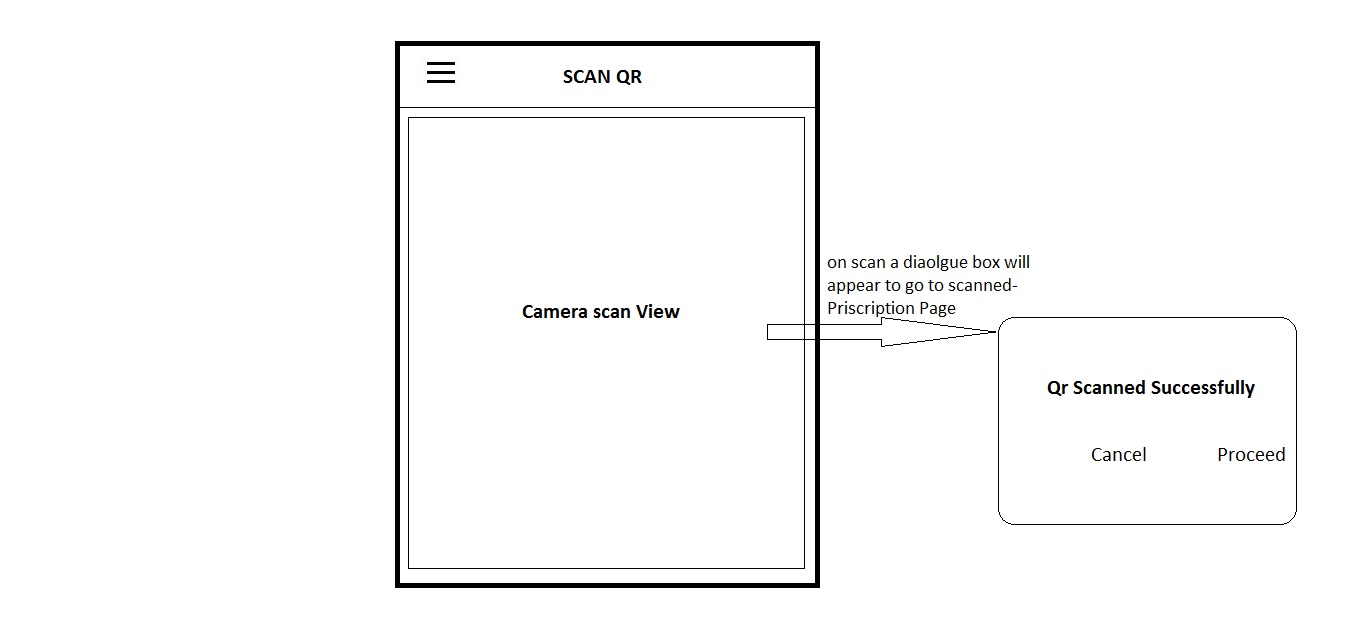 SCAN QR
Camera scan View
on scan a diaolgue box will
appear to go to scanned-
Priscription Page
Qr Scanned Successfully
Cancel Proceed